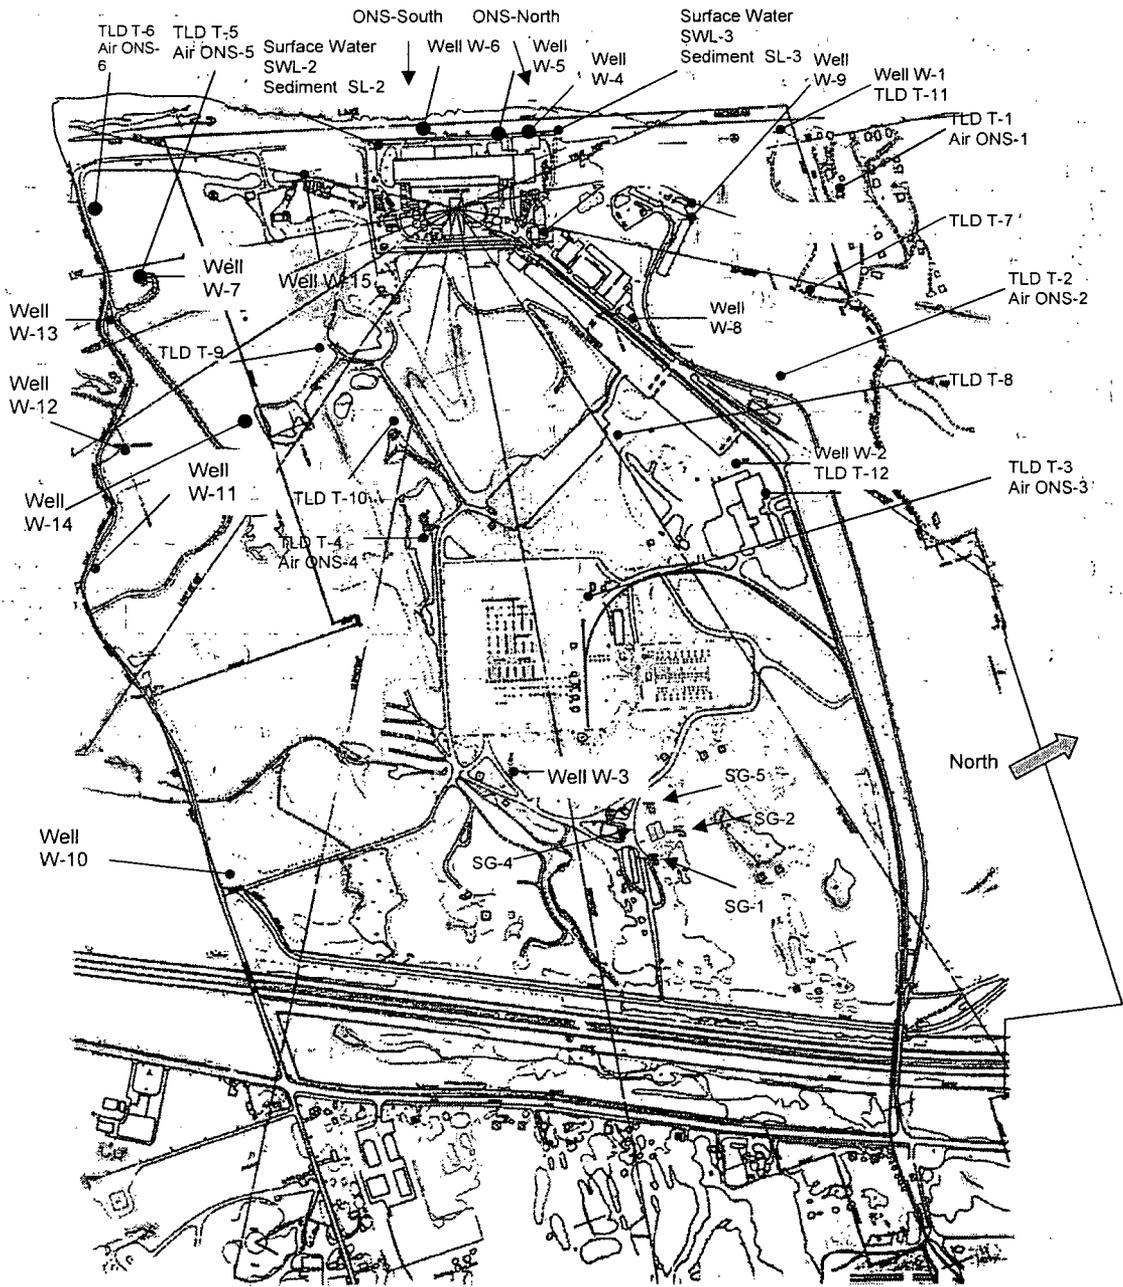 ONS-South
ONS-North
TLD T-6
Air ONS-
6
TLD T-5
Air ONS-5
Surface Water
SWL-2
Sediment SL-2
Well W-6
Well
W-5
Well
W-4
Surface Water
SWL-3
Sediment SL-3
Well
W-9
Well W-1
TLD T-11
TLD T-1
Air ONS-1
TLD T-7
Well
W-7
Well W-15
TLD T-2
Air ONS-2
Well
W-13
Well
W-8
TLD T-9
Well
W-12
TLD T-8
Well
W-11
Well W-2
TLD T-12
TLD T-3
Air ONS-3
Well
W-14
TLD T-10
TLD T-4
Air ONS-4
North
Well W-3
SG-5
SG-2
Well
W-10
SG-4
SG-1